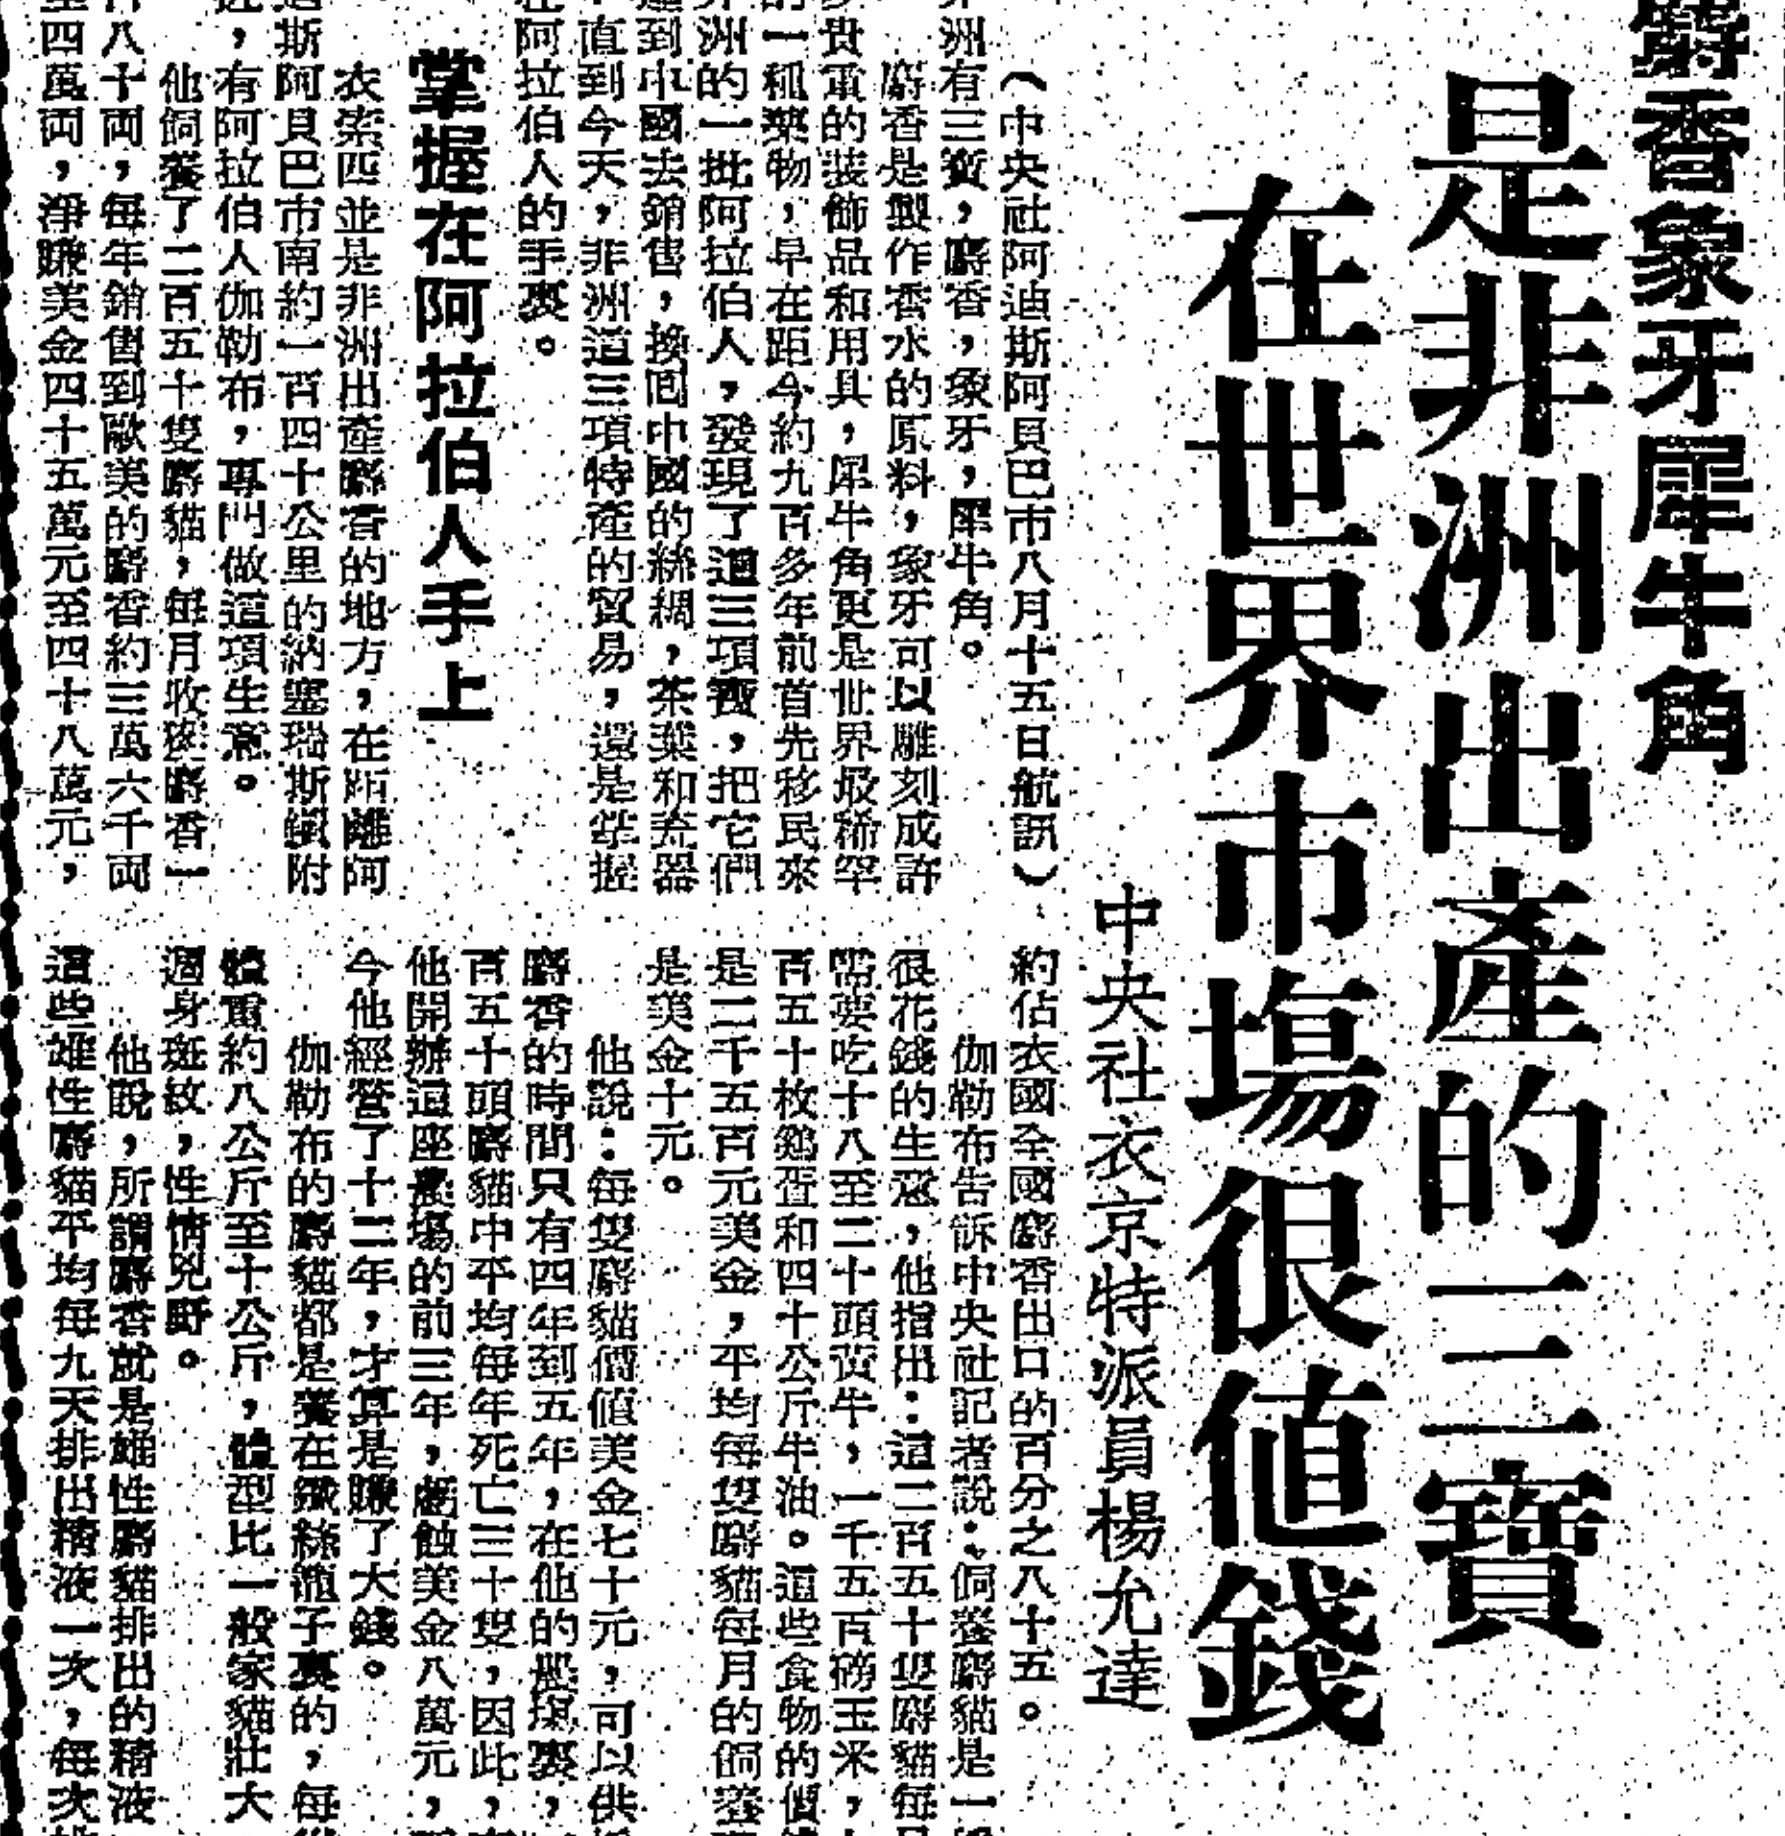 麝香象牙犀牛角
是非洲出產的三寶
在世界市場很値錢
中央社衣京特派員楊允達
（中央社阿迪斯阿貝巴市八月十五日航訊）
洲有三寶，麝香，象牙，犀牛角。
麝香是製作香水的原料，象牙可以雕刻成許
貴重的裝飾品和用具，犀牛角更是世界最稀罕
的一種藥物，早在距今約九百多年前首先移民來
洲的一批阿拉伯人，發現了這三項寶，把它們
到中國去銷售，換囘中國的絲綢，茶葉和瓷器
直到今天，非洲這三項特產的貿易，還是掌握
在阿拉伯人的手裏。
掌握在阿拉伯人手上
衣索匹並是非洲出產麝香的地方，在距離阿
斯阿貝巴市南約一百四十公里的納塞瑞斯鎭附
近，有阿拉伯人伽勒布，專門做這項生意。
他飼養了二百五十隻麝貓，每月收獲麝香一
八十両，每年銷售到歐美的麝香約三萬六千両
至四萬両，淨賺美金四十五萬元至四十八萬元，
約佔衣國全國麝香出口的百分之八十五。
伽勒布告訴中央社記者說：飼養麝貓是一
很花錢的生意，他指出：這二百五十隻麝貓每
需要吃十八至二十頭黃牛，一千五百磅玉米，
百五十枚鷄蛋和四十公斤牛油。這些食物的價
是二千五百元美金，平均每隻麝貓每月的飼養
是美金十元。
他說：每隻麝貓價値美金七十元，可以供
麝香的時間只有四年到五年，在他的農塲裏，
百五十頭麝貓中平均每年死亡三十隻，因此，
他開辦這座農塲的前三年，虧蝕美金八萬元，
今他經營了十二年，才算是賺了大錢。
伽勒布的麝貓都是養在鐵絲籠子裏的，每
體重約八公斤至十公斤，體型比一般家貓壯大
週身斑紋，性情兇野。
他說，所謂麝香就是雄性麝貓排出的精液
這些雄性麝貓平均每九天排出精液一次，每次